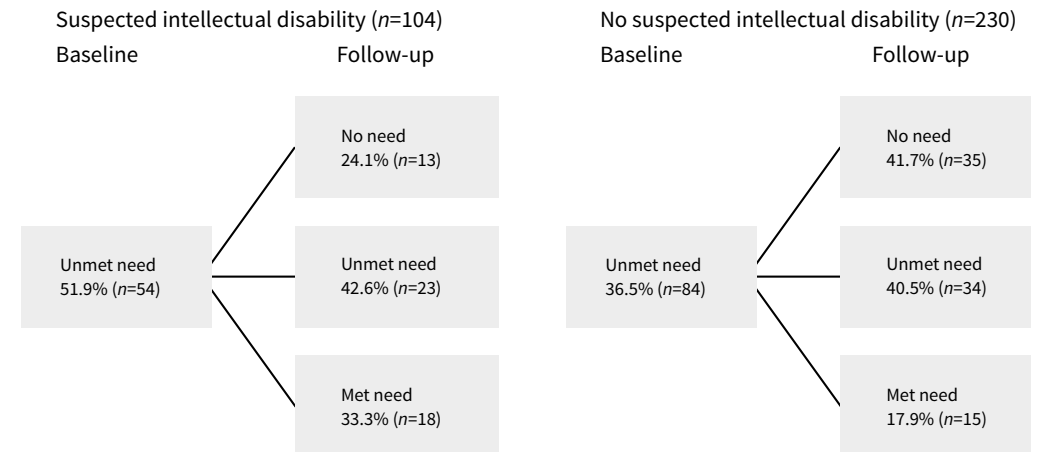 Suspected intellectual disability (n=104)
Baseline
Follow-up
No need
24.1% (n=13)
Unmet need
51.9% (n=54)
Unmet need
42.6% (n=23)
Met need
33.3% (n=18)
No suspected intellectual disability (n=230)
Baseline
Follow-up
No need
41.7% (n=35)
Unmet need
36.5% (n=84)
Unmet need
40.5% (n=34)
Met need
17.9% (n=15)